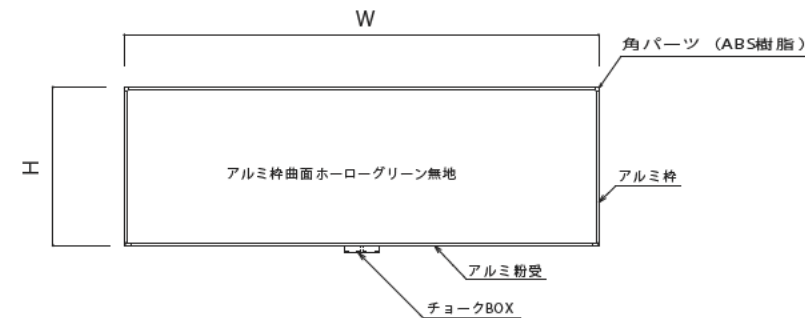 W
角パーツ (ABS樹脂)
H
アルミ枠曲面ホーローグリーン無地
アルミ枠
アルミ粉受
チョークBOX